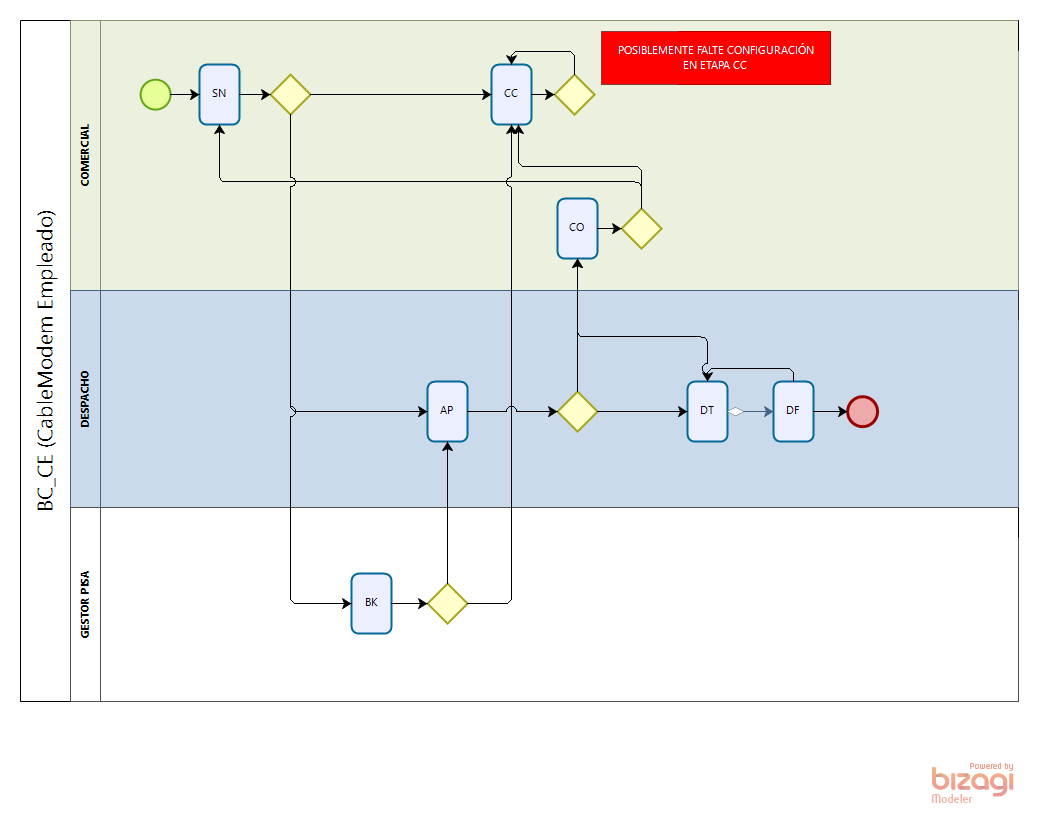 BC_CE (CableModem Empleado)
COMERCIAL
SN
CC
POSIBLEMENTE FALTE CONFIGURACIÓN
EN ETAPA CC
CO
DESPACHO
AP
DT
DF
GESTOR PISA
BK
Powered by
bizagi
Modeler